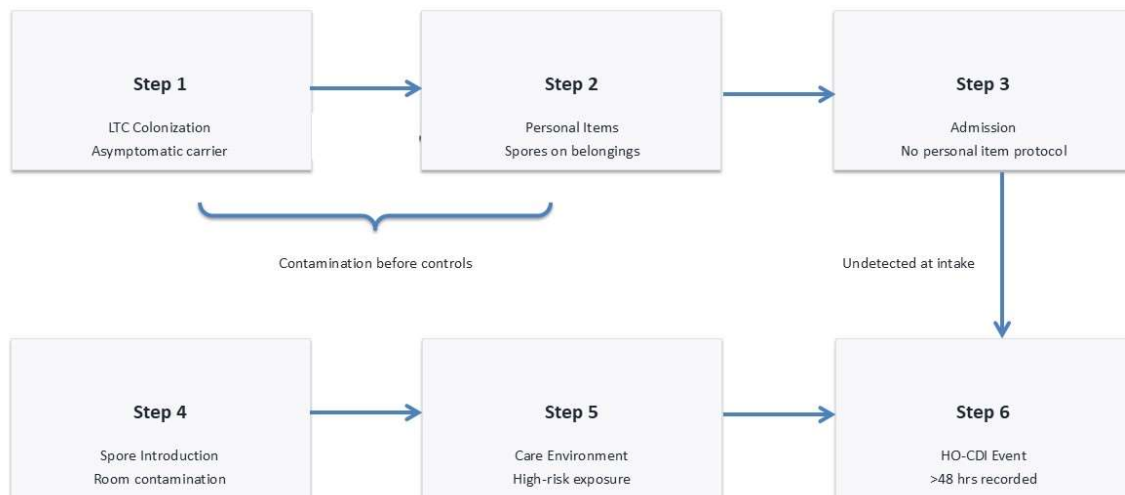 Step 1
LTC Colonization
Asymptomatic carrier
Step 2
Personal Items
Spores on belongings
Step 3
Admission
No personal item protocol
Contamination before controls
Undetected at intake
Step 4
Spore Introduction
Room contamination
Step 5
Care Environment
High-risk exposure
Step 6
HO-CDI Event
>48 hrs recorded